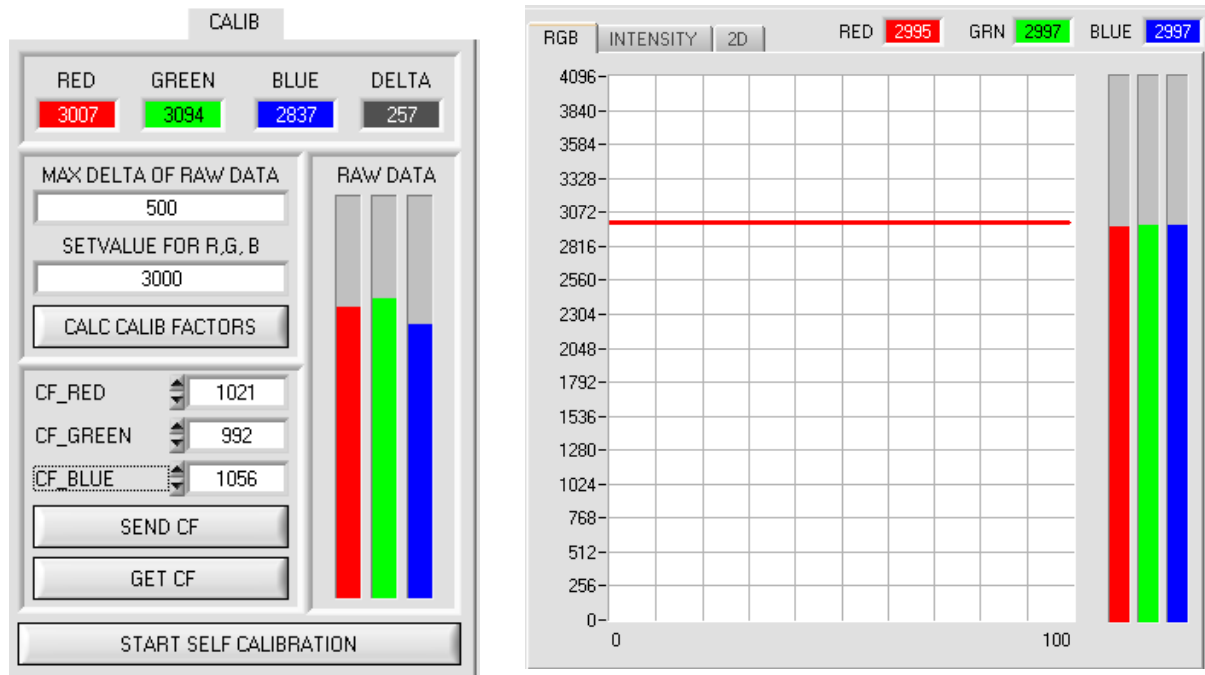 CALIB
RED GREEN BLUE DELTA
3007 3094 2837 257
MAX DELTA OF RAW DATA
500
SETVALUE FOR R,G, B
3000
CALC CALIB FACTORS
RAW DATA
CF_RED 1021
CF_GREEN 992
CF_BLUE 1056
SEND CF
GET CF
START SELF CALIBRATION
RGB INTENSITY 2D
RED 2995 GRN 2997 BLUE 2997
4096
3840
3584
3328
3072
2816
2560
2304
2048
1792
1536
1280
1024
768
512
256
0
0 100